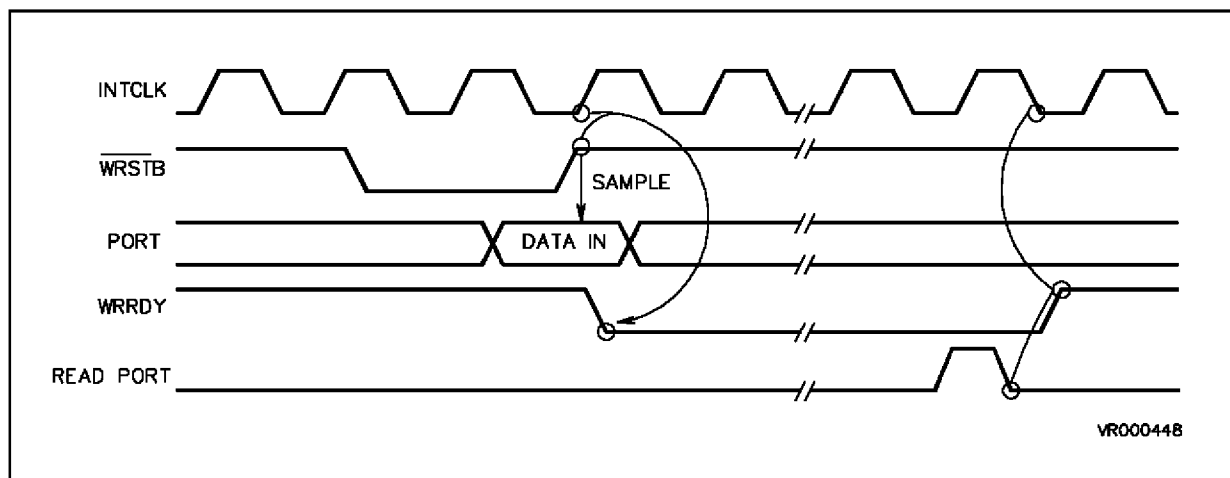 INTCLK
WRSTB
SAMPLE
PORT
DATA IN
WRRDY
READ PORT
VR000448